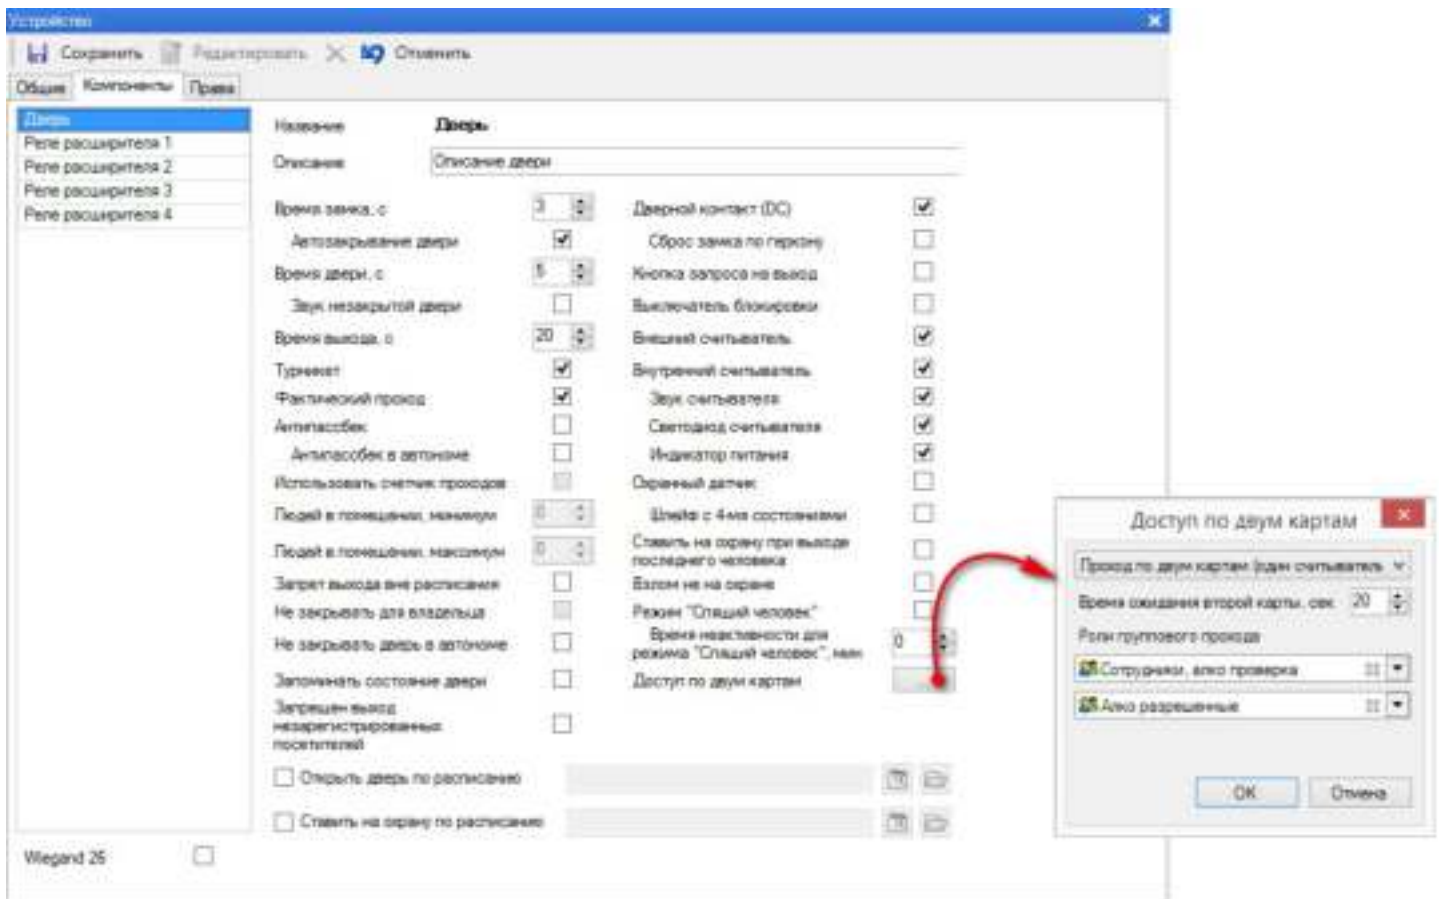 Устройство
Сохранить Редактировать Отменить
Общие Компоненты Права
Дверь
Реле расширителя 1
Реле расширителя 2
Реле расширителя 3
Реле расширителя 4
Название Дверь
Описание Описание двери
Время замка, с 3
Автозакрывание двери
Время двери, с 5
Звук незакрытой двери
Время выхода, с 20
Турникет
Фактический проход
Антипассбек
Антипассбек в автономе
Использовать счетчик проходов
Людей в помещении, минимум 0
Людей в помещении, максимум 0
Запрет выхода вне расписания
Не закрывать для владельца
Не закрывать дверь в автономе
Запоминать состояние двери
Запрещен выход
незарегистрированных
посетителей
Дверной контакт (DC)
Сброс замка по геркону
Кнопка запроса на выход
Выключатель блокировки
Внешний считыватель
Внутренний считыватель
Звук считывателя
Светодиод считывателя
Индикатор питания
Охранный датчик
Шлейф с 4-мя состояниями
Ставить на охрану при выходе
последнего человека
Взлом не на охране
Режим "Спящий человек"
Время неактивности для
режима "Спящий человек", мин 0
Доступ по двум картам ...
Открыть дверь по расписанию
Ставить на охрану по расписанию
Wiegand 26
Доступ по двум картам
Проход по двум картам (один считыватель
Время ожидания второй карты, сек 20
Роли группового прохода
Сотрудники, алко проверка
Алко разрешенные
OK Отмена